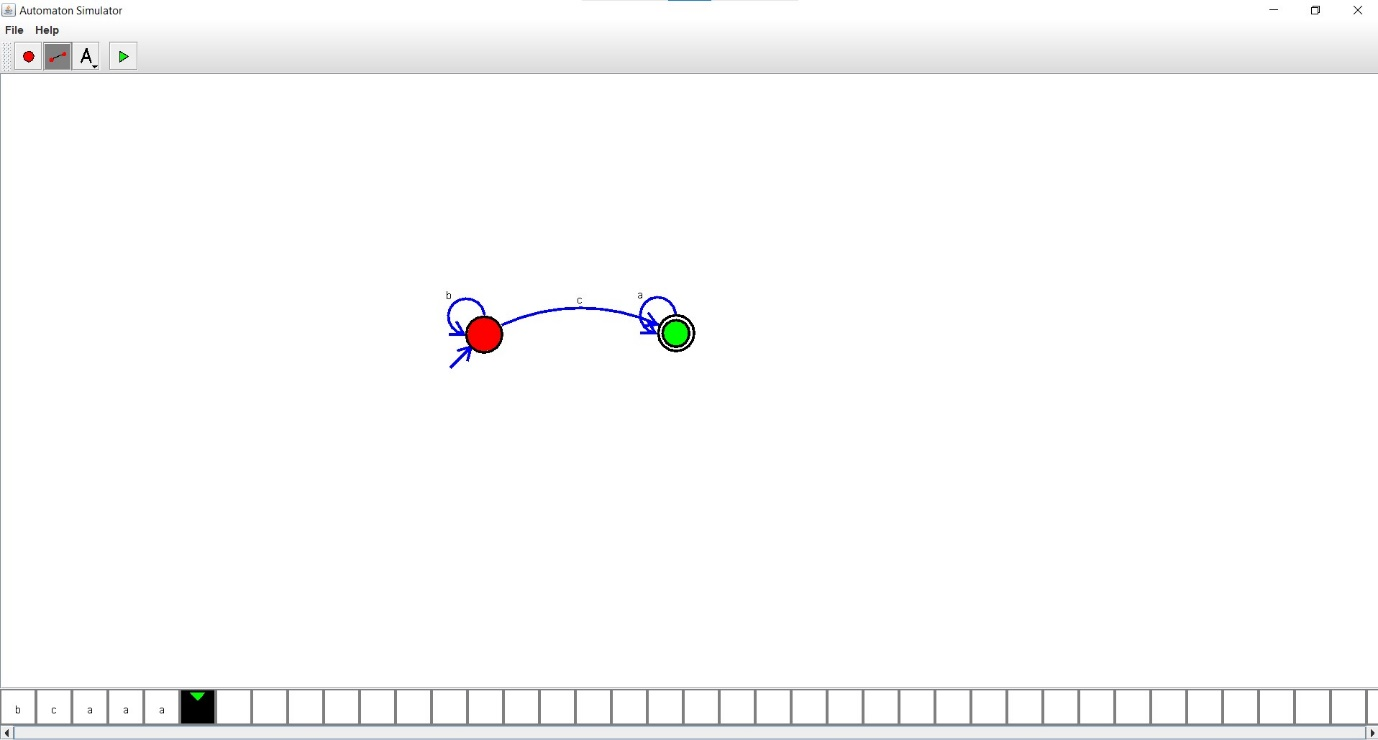 Automaton Simulator
File Help
A
b c a
b c a a a